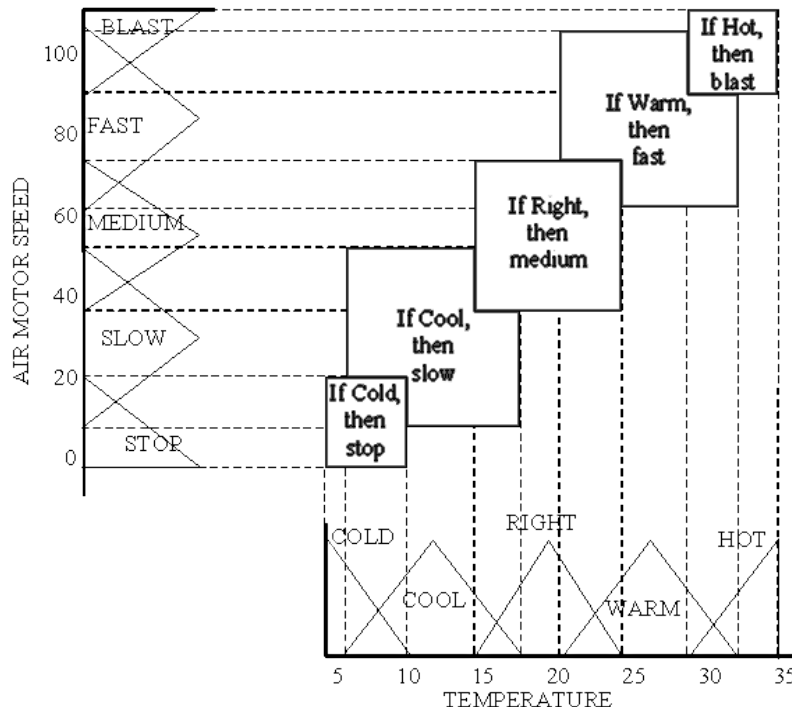 BLAST
100
FAST
80
60
MEDIUM
40
SLOW
20
STOP
0
AIR MOTOR SPEED
If Hot,
then
blast
If Warm,
then
fast
If Right,
then
medium
If Cool,
then
slow
If Cold,
then
stop
COLD
COOL
RIGHT
WARM
HOT
5 10 15 20 25 30 35
TEMPERATURE